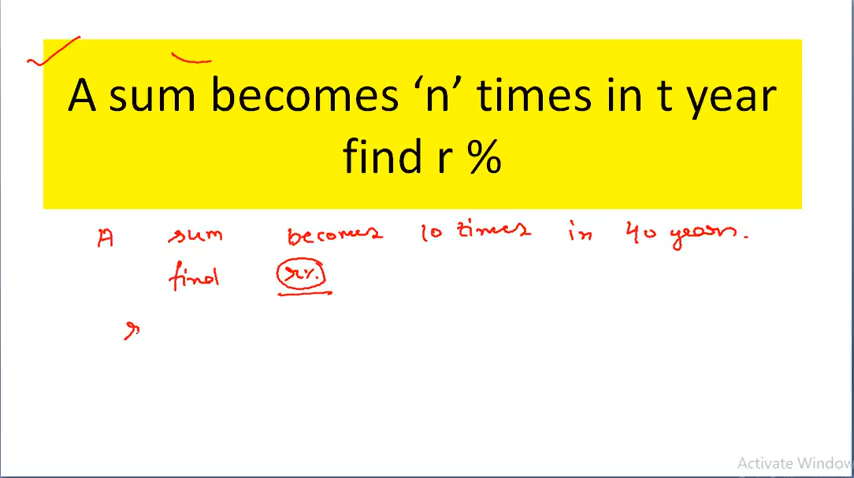 A sum becomes ‘n’ times in t year
find r %
A sum becomes 10 times in 40 years.
find r%.
r
Activate Window